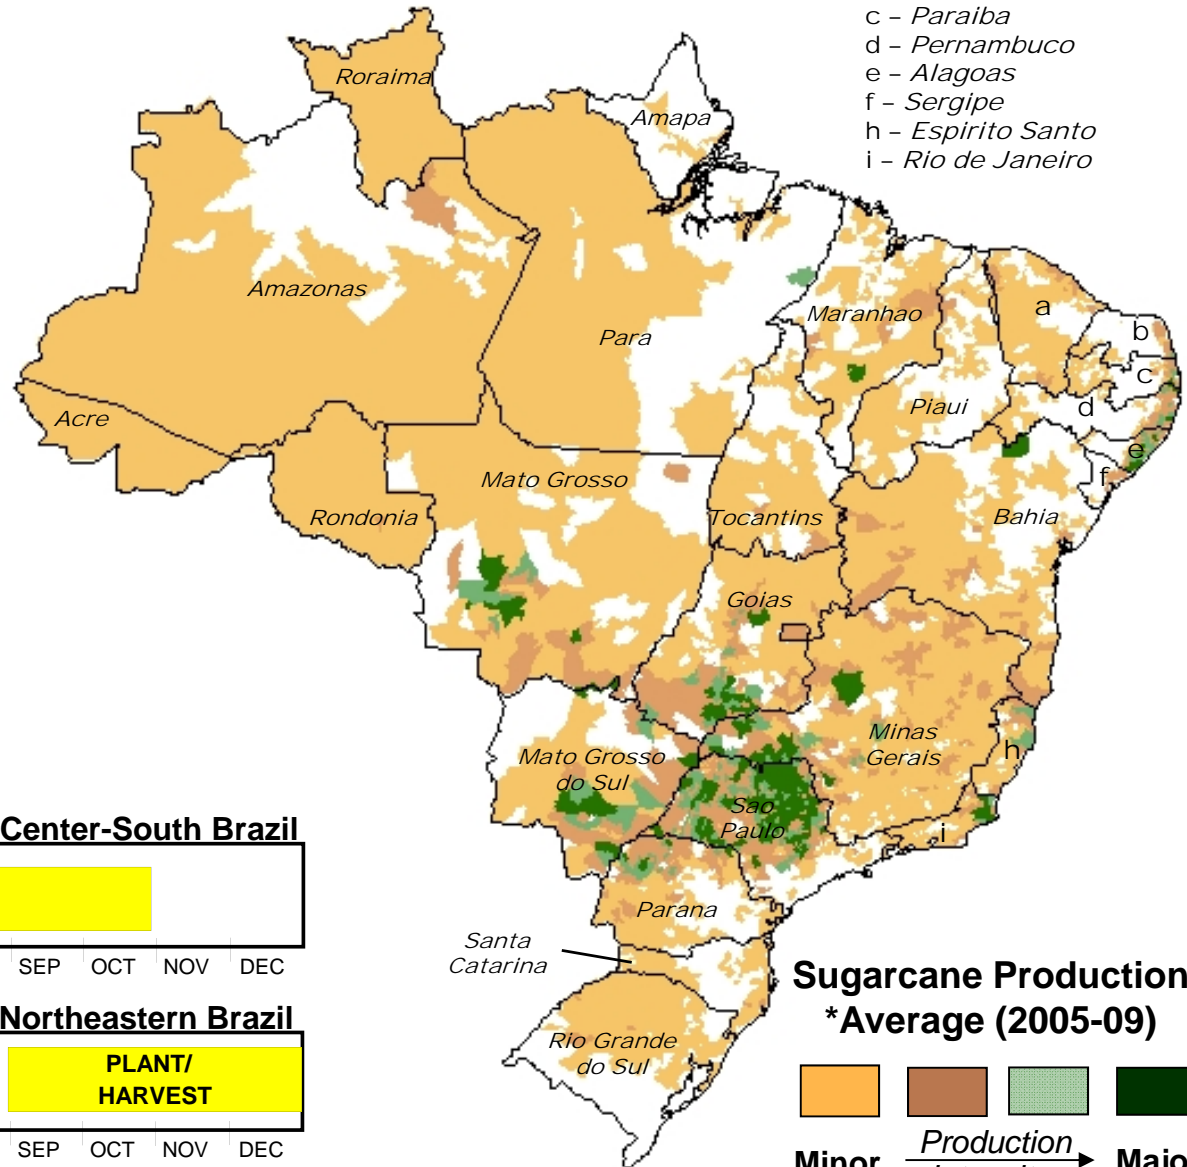 c – Paraiba
d – Pernambuco
e – Alagoas
f – Sergipe
h – Espirito Santo
i – Rio de Janeiro
Roraima
Amapa
Amazonas
Para
Maranhao
a
b
c
d
e
f
Piaui
Acre
Mato Grosso
Rondonia
Tocantins
Bahia
Goias
Minas
Gerais
h
Mato Grosso
do Sul
Sao
Paulo
i
Parana
Santa
Catarina
Rio Grande
do Sul
Center-South Brazil
SEP OCT NOV DEC
Northeastern Brazil
PLANT/
HARVEST
SEP OCT NOV DEC
Sugarcane Production
*Average (2005-09)
Production
Minor Majo